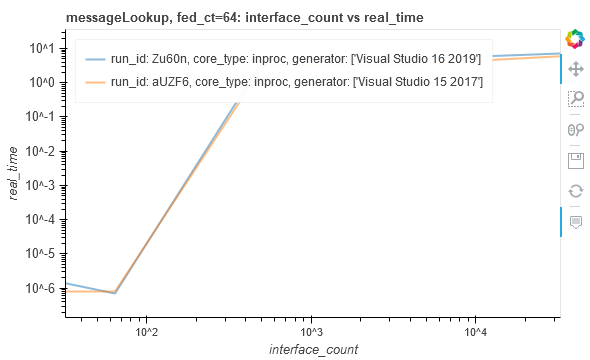 messageLookup, fed_ct=64: interface_count vs real_time
run_id: Zu60n, core_type: inproc, generator: ['Visual Studio 16 2019']
run_id: aUZF6, core_type: inproc, generator: ['Visual Studio 15 2017']
real_time
10^1
10^0
10^-1
10^-2
10^-3
10^-4
10^-5
10^-6
10^2 10^3 10^4
interface_count